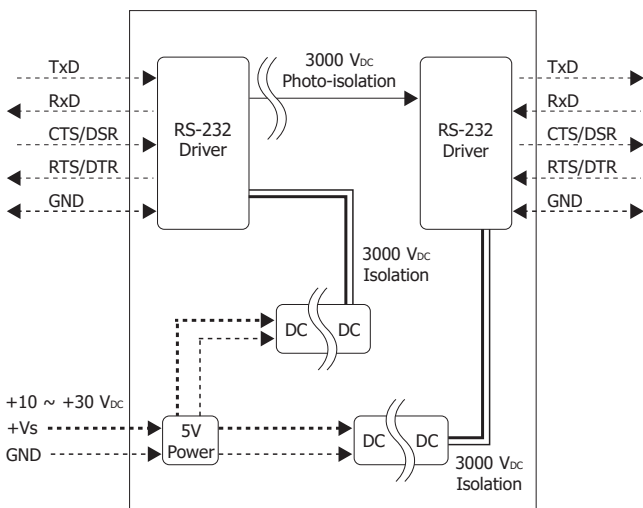 TxD
RxD
CTS/DSR
RTS/DTR
GND
RS-232
Driver
3000 VDC
Photo-isolation
RS-232
Driver
TxD
RxD
CTS/DSR
RTS/DTR
GND
3000 VDC
Isolation
DC DC
+10 ~ +30 VDC
+Vs
GND
5V
Power
DC DC
3000 VDC
Isolation